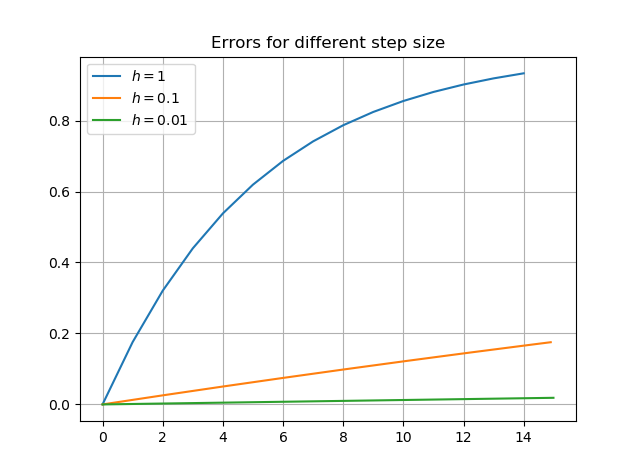 Errors for different step size
h = 1
h = 0.1
h = 0.01
0.8
0.6
0.4
0.2
0.0
0 2 4 6 8 10 12 14